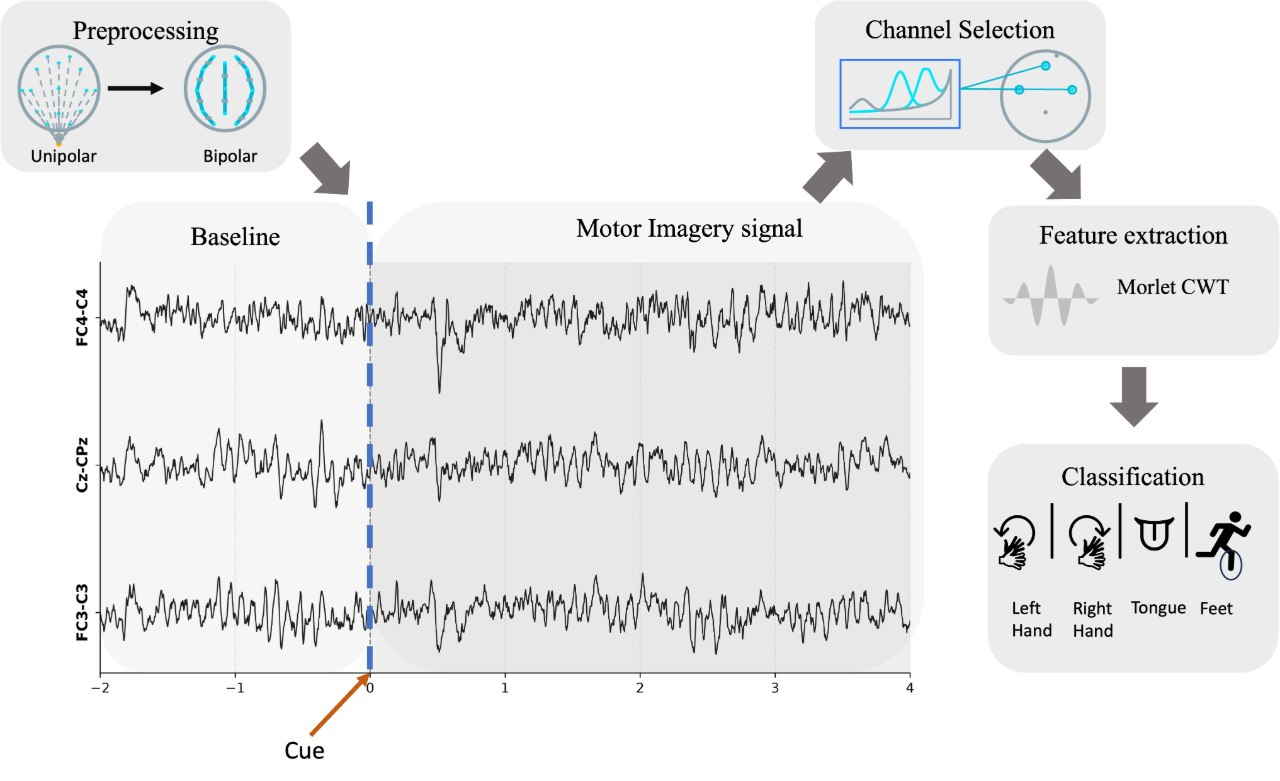 Preprocessing
Unipolar
Bipolar
Channel Selection
Baseline
Motor Imagery signal
FC4-C4
Cz-CPz
FC3-C3
−2
−1
0
1
2
3
4
Cue
Feature extraction
Morlet CWT
Classification
Left
Hand
Right
Hand
Tongue
Feet